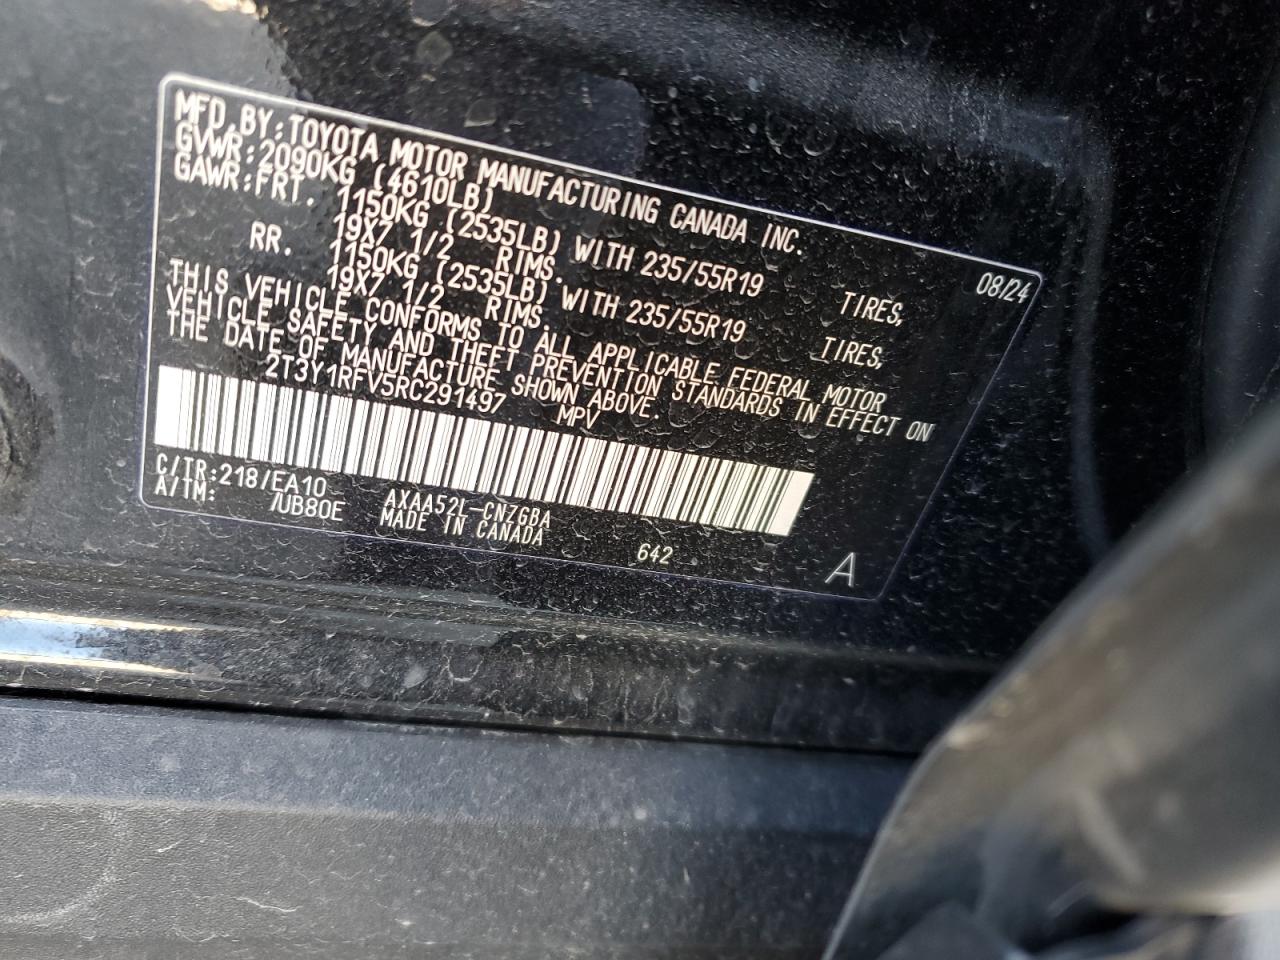 MFD.BY:TOYOTA MOTOR MANUFACTURING CANADA INC.
GVWR:2090KG (4610LB) 08/24
GAWR:FRT. 1150KG (2535LB) WITH 235/55R19 TIRES,
19X7 1/2 RIMS.
RR. 1150KG (2535LB) WITH 235/55R19 TIRES,
19X7 1/2 RIMS.
THIS VEHICLE CONFORMS TO ALL APPLICABLE FEDERAL MOTOR
VEHICLE SAFETY AND THEFT PREVENTION STANDARDS IN EFFECT ON
THE DATE OF MANUFACTURE SHOWN ABOVE.
2T3Y1RFV5RC291497 MPV
C/TR:218/EA10 AXAA52L-CNZGBA
A/TM: /UB80E MADE IN CANADA
642
A